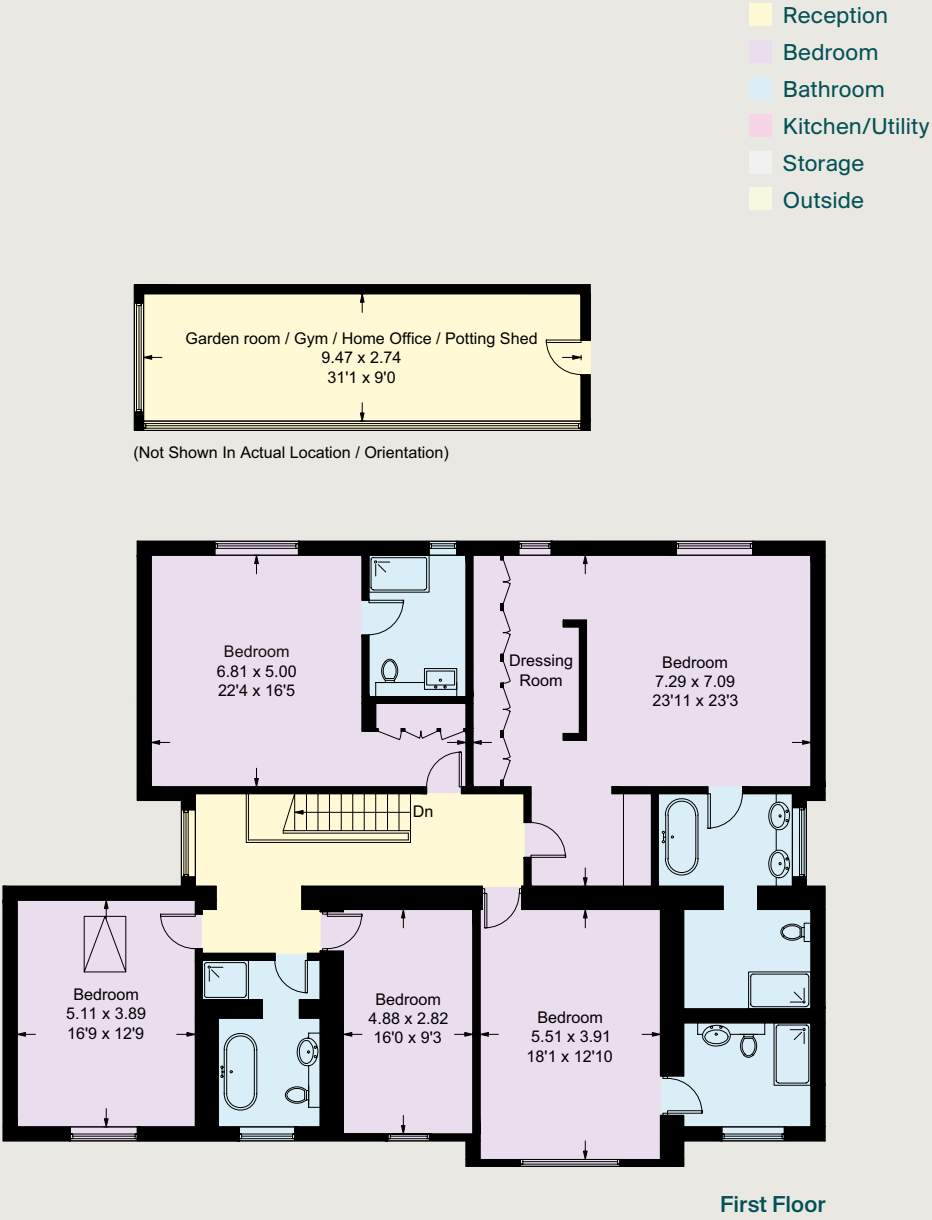 Reception
Bedroom
Bathroom
Kitchen/Utility
Storage
Outside
Garden room / Gym / Home Office / Potting Shed
9.47 x 2.74
31'1 x 9'0
(Not Shown In Actual Location / Orientation)
Bedroom
6.81 x 5.00
22'4 x 16'5
Dressing
Room
Bedroom
7.29 x 7.09
23'11 x 23'3
Dn
Bedroom
5.11 x 3.89
16'9 x 12'9
Bedroom
4.88 x 2.82
16'0 x 9'3
Bedroom
5.51 x 3.91
18'1 x 12'10
First Floor